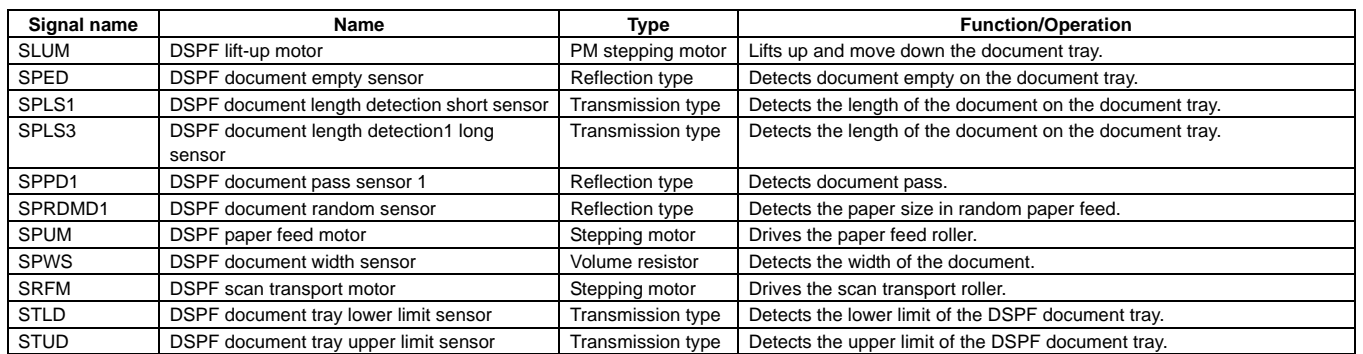 Signal name Name Type Function/Operation
SLUM DSPF lift-up motor PM stepping motor Lifts up and move down the document tray.
SPED DSPF document empty sensor Reflection type Detects document empty on the document tray.
SPLS1 DSPF document length detection short sensor Transmission type Detects the length of the document on the document tray.
SPLS3 DSPF document length detection1 long Transmission type Detects the length of the document on the document tray.
sensor
SPPD1 DSPF document pass sensor 1 Reflection type Detects document pass.
SPRDMD1 DSPF document random sensor Reflection type Detects the paper size in random paper feed.
SPUM DSPF paper feed motor Stepping motor Drives the paper feed roller.
SPWS DSPF document width sensor Volume resistor Detects the width of the document.
SRFM DSPF scan transport motor Stepping motor Drives the scan transport roller.
STLD DSPF document tray lower limit sensor Transmission type Detects the lower limit of the DSPF document tray.
STUD DSPF document tray upper limit sensor Transmission type Detects the upper limit of the DSPF document tray.